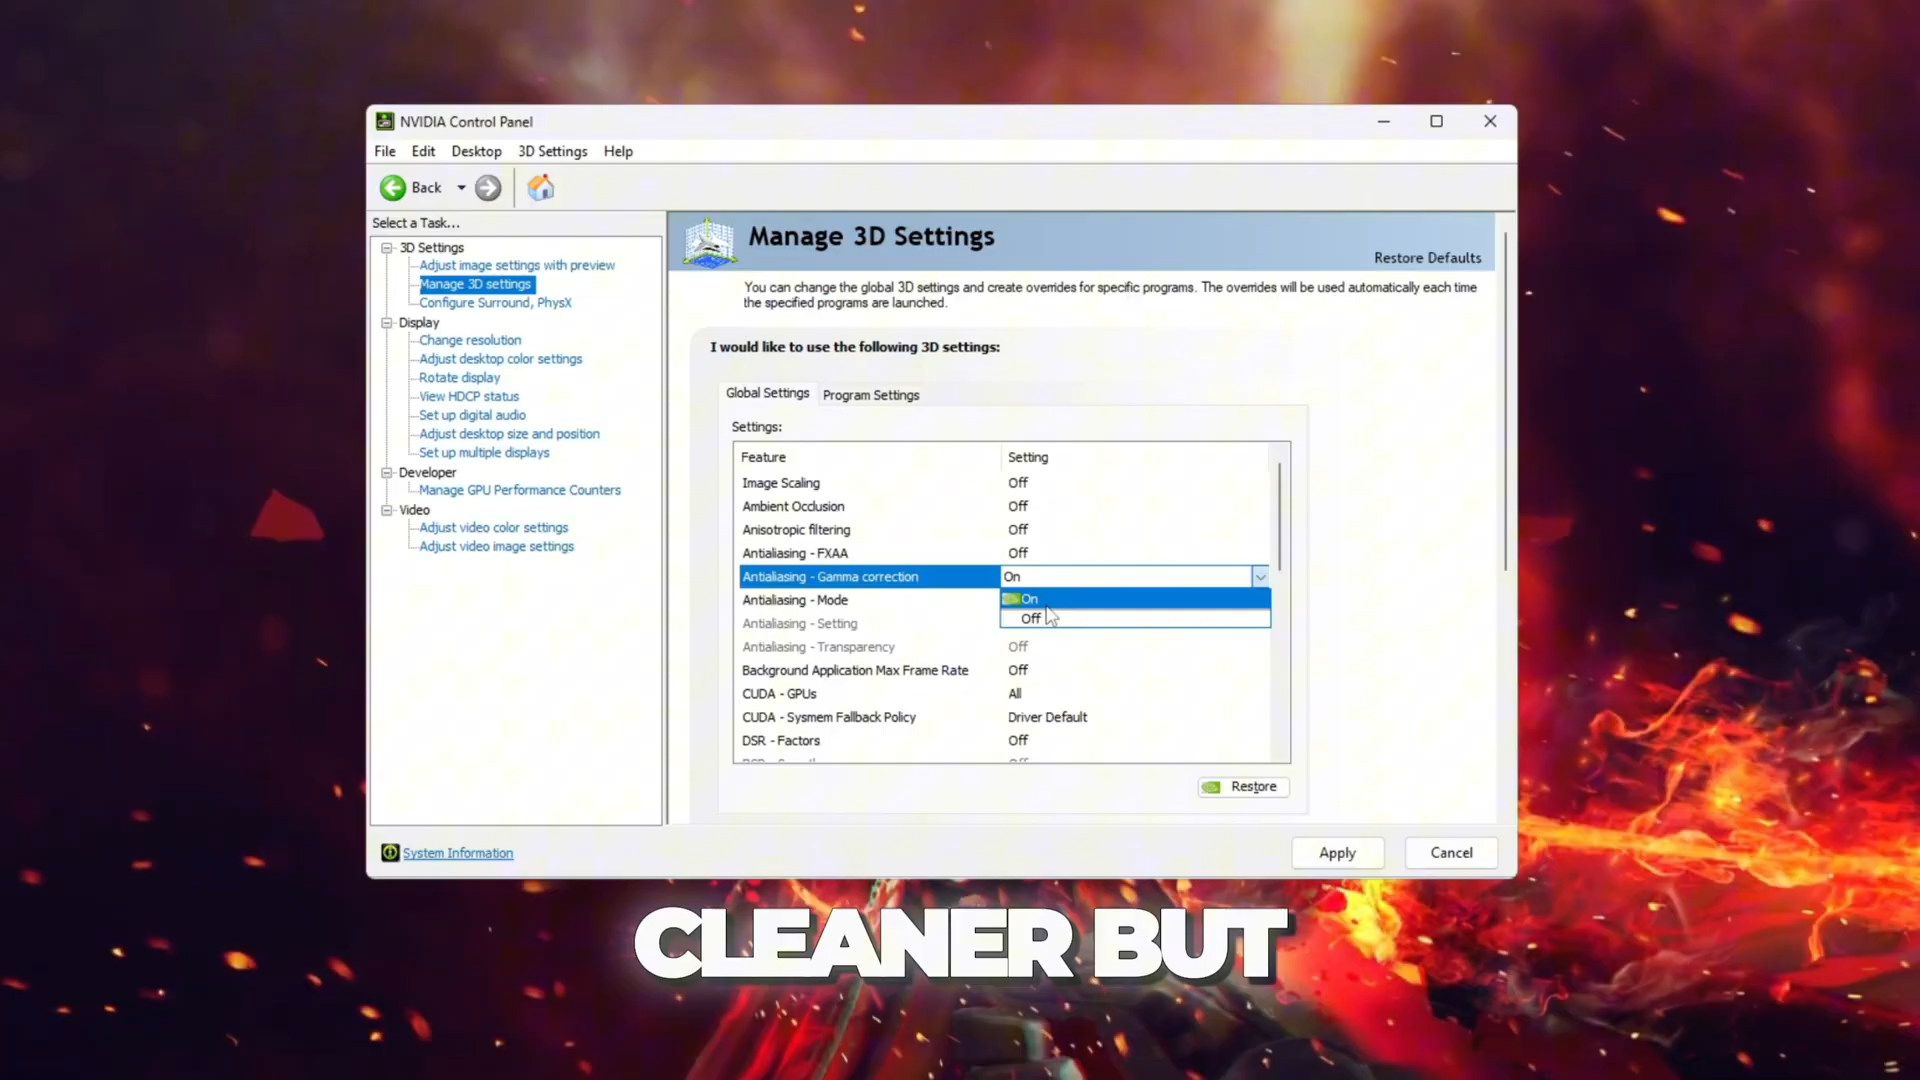 NVIDIA Control Panel
File Edit Desktop 3D Settings Help
Back
Select a Task...
3D Settings
Adjust image settings with preview
Manage 3D settings
Configure Surround, PhysX
Display
Change resolution
Adjust desktop color settings
Rotate display
View HDCP status
Set up digital audio
Adjust desktop size and position
Set up multiple displays
Developer
Manage GPU Performance Counters
Video
Adjust video color settings
Adjust video image settings
System Information
Manage 3D Settings
Restore Defaults
You can change the global 3D settings and create overrides for specific programs. The overrides will be used automatically each time
the specified programs are launched.
I would like to use the following 3D settings:
Global Settings Program Settings
Settings:
Feature Setting
Image Scaling Off
Ambient Occlusion Off
Anisotropic filtering Off
Antialiasing - FXAA Off
Antialiasing - Gamma correction On
Antialiasing - Mode On
Antialiasing - Setting Off
Antialiasing - Transparency Off
Background Application Max Frame Rate Off
CUDA - GPUs All
CUDA - Sysmem Fallback Policy Driver Default
DSR - Factors Off
Restore
Apply Cancel
CLEANER BUT